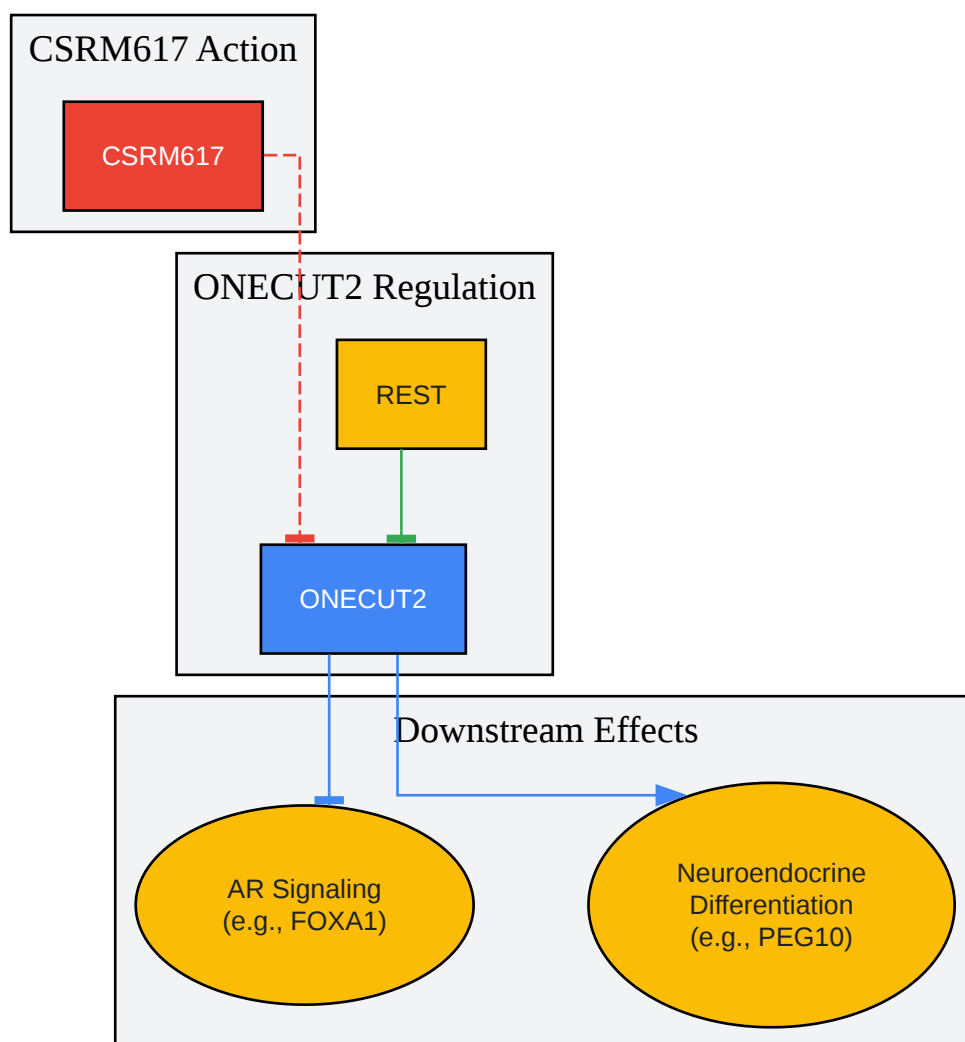 CSRM617 Action
CSRM617
ONECUT2 Regulation
REST
ONECUT2
Downstream Effects
AR Signaling
(e.g., FOXA1)
Neuroendocrine
Differentiation
(e.g., PEG10)